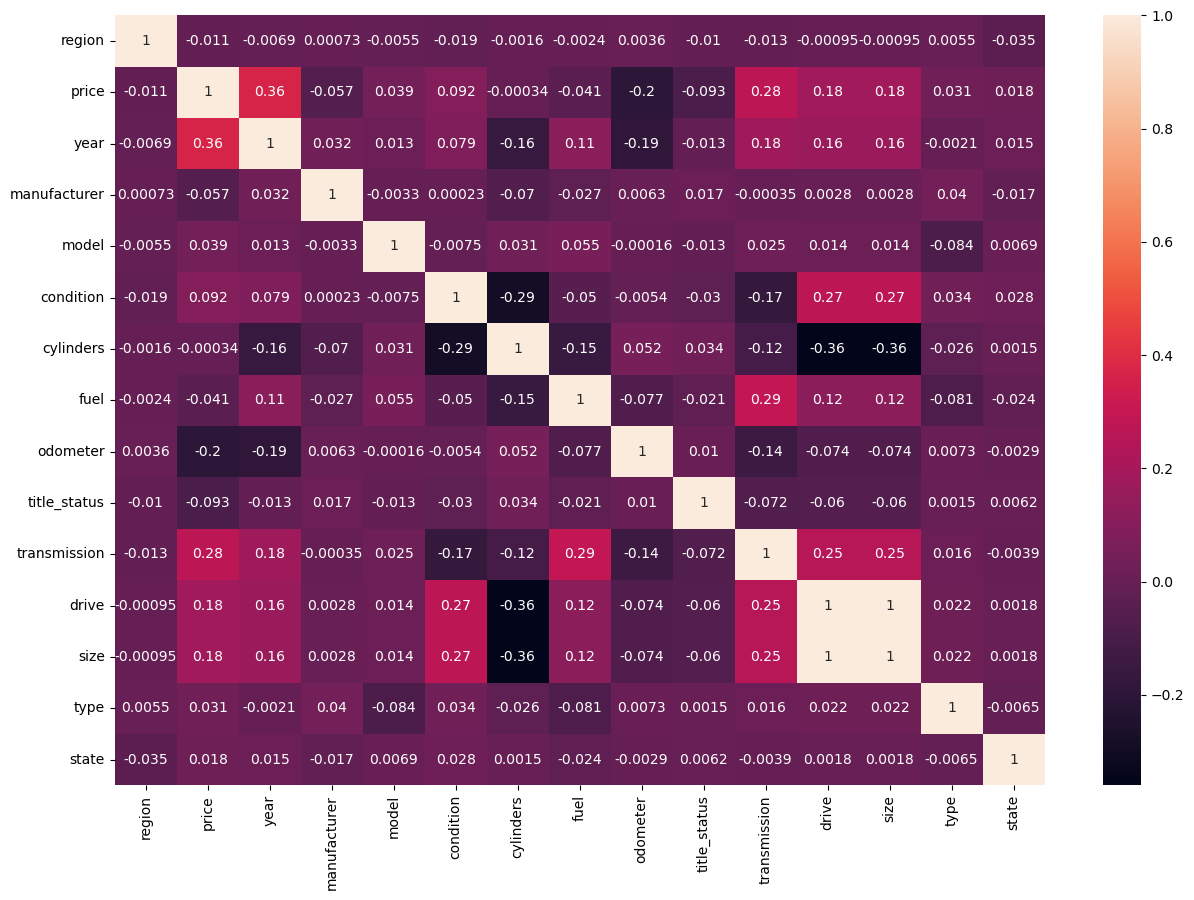 region 1 -0.011 -0.0069 0.00073 -0.0055 -0.019 -0.0016 -0.0024 0.0036 -0.01 -0.013 -0.00095 -0.00095 0.0055 -0.035
price -0.011 1 0.36 -0.057 0.039 0.092 -0.00034 -0.041 -0.2 -0.093 0.28 0.18 0.18 0.031 0.018
year -0.0069 0.36 1 0.032 0.013 0.079 -0.16 0.11 -0.19 -0.013 0.18 0.16 0.16 -0.0021 0.015
manufacturer 0.00073 -0.057 0.032 1 -0.0033 0.00023 -0.07 -0.027 0.0063 0.017 -0.00035 0.0028 0.0028 0.04 -0.017
model -0.0055 0.039 0.013 -0.0033 1 -0.0075 0.031 0.055 -0.00016 -0.013 0.025 0.014 0.014 -0.084 0.0069
condition -0.019 0.092 0.079 0.00023 -0.0075 1 -0.29 -0.05 -0.0054 -0.03 -0.17 0.27 0.27 0.034 0.028
cylinders -0.0016 -0.00034 -0.16 -0.07 0.031 -0.29 1 -0.15 0.052 0.034 -0.12 -0.36 -0.36 -0.026 0.0015
fuel -0.0024 -0.041 0.11 -0.027 0.055 -0.05 -0.15 1 -0.077 -0.021 0.29 0.12 0.12 -0.081 -0.024
odometer 0.0036 -0.2 -0.19 0.0063 -0.00016 -0.0054 0.052 -0.077 1 0.01 -0.14 -0.074 -0.074 0.0073 -0.0029
title_status -0.01 -0.093 -0.013 0.017 -0.013 -0.03 0.034 -0.021 0.01 1 -0.072 -0.06 -0.06 0.0015 0.0062
transmission -0.013 0.28 0.18 -0.00035 0.025 -0.17 -0.12 0.29 -0.14 -0.072 1 0.25 0.25 0.016 -0.0039
drive -0.00095 0.18 0.16 0.0028 0.014 0.27 -0.36 0.12 -0.074 -0.06 0.25 1 1 0.022 0.0018
size -0.00095 0.18 0.16 0.0028 0.014 0.27 -0.36 0.12 -0.074 -0.06 0.25 1 1 0.022 0.0018
type 0.0055 0.031 -0.0021 0.04 -0.084 0.034 -0.026 -0.081 0.0073 0.0015 0.016 0.022 0.022 1 -0.0065
state -0.035 0.018 0.015 -0.017 0.0069 0.028 0.0015 -0.024 -0.0029 0.0062 -0.0039 0.0018 0.0018 -0.0065 1
region price year manufacturer model condition cylinders fuel odometer title_status transmission drive size type state
1.0
0.8
0.6
0.4
0.2
0.0
−0.2